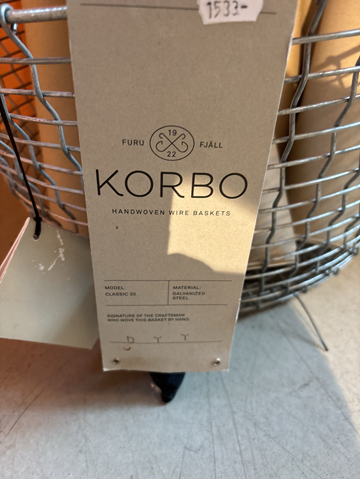 1533-
19
FURU FJÄLL
22
KORBO
HANDWOVEN WIRE BASKETS
MODEL:
CLASSIC 35
MATERIAL:
GALVANIZED
STEEL
SIGNATURE OF THE CRAFTSMAN
WHO WOVE THIS BASKET BY HAND: